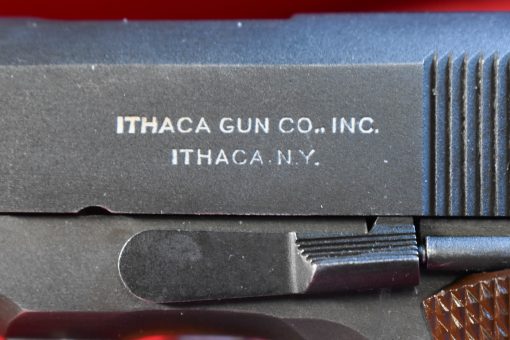 ITHACA GUN CO., INC.
ITHACA. N.Y.